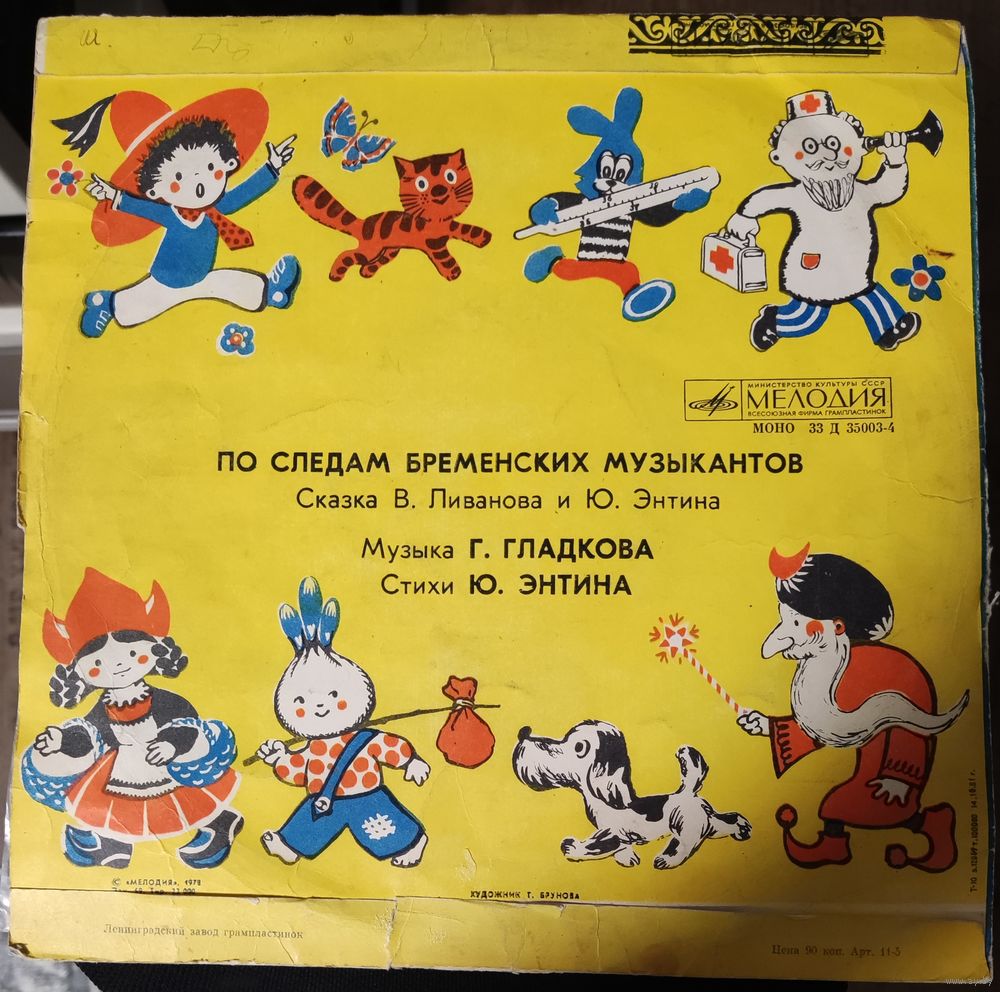 МИНИСТЕРСТВО КУЛЬТУРЫ СССР
МЕЛОДИЯ
ВСЕСОЮЗНАЯ ФИРМА ГРАМПЛАСТИНОК
МОНО 33 Д 35003-4
ПО СЛЕДАМ БРЕМЕНСКИХ МУЗЫКАНТОВ
Сказка В. Ливанова и Ю. Энтина
Музыка Г. ГЛАДКОВА
Стихи Ю. ЭНТИНА
© «МЕЛОДИЯ», 1978
ХУДОЖНИК Т. БРУНОВА
Ленинградский завод грампластинок
Цена 90 коп. Арт. 11-5